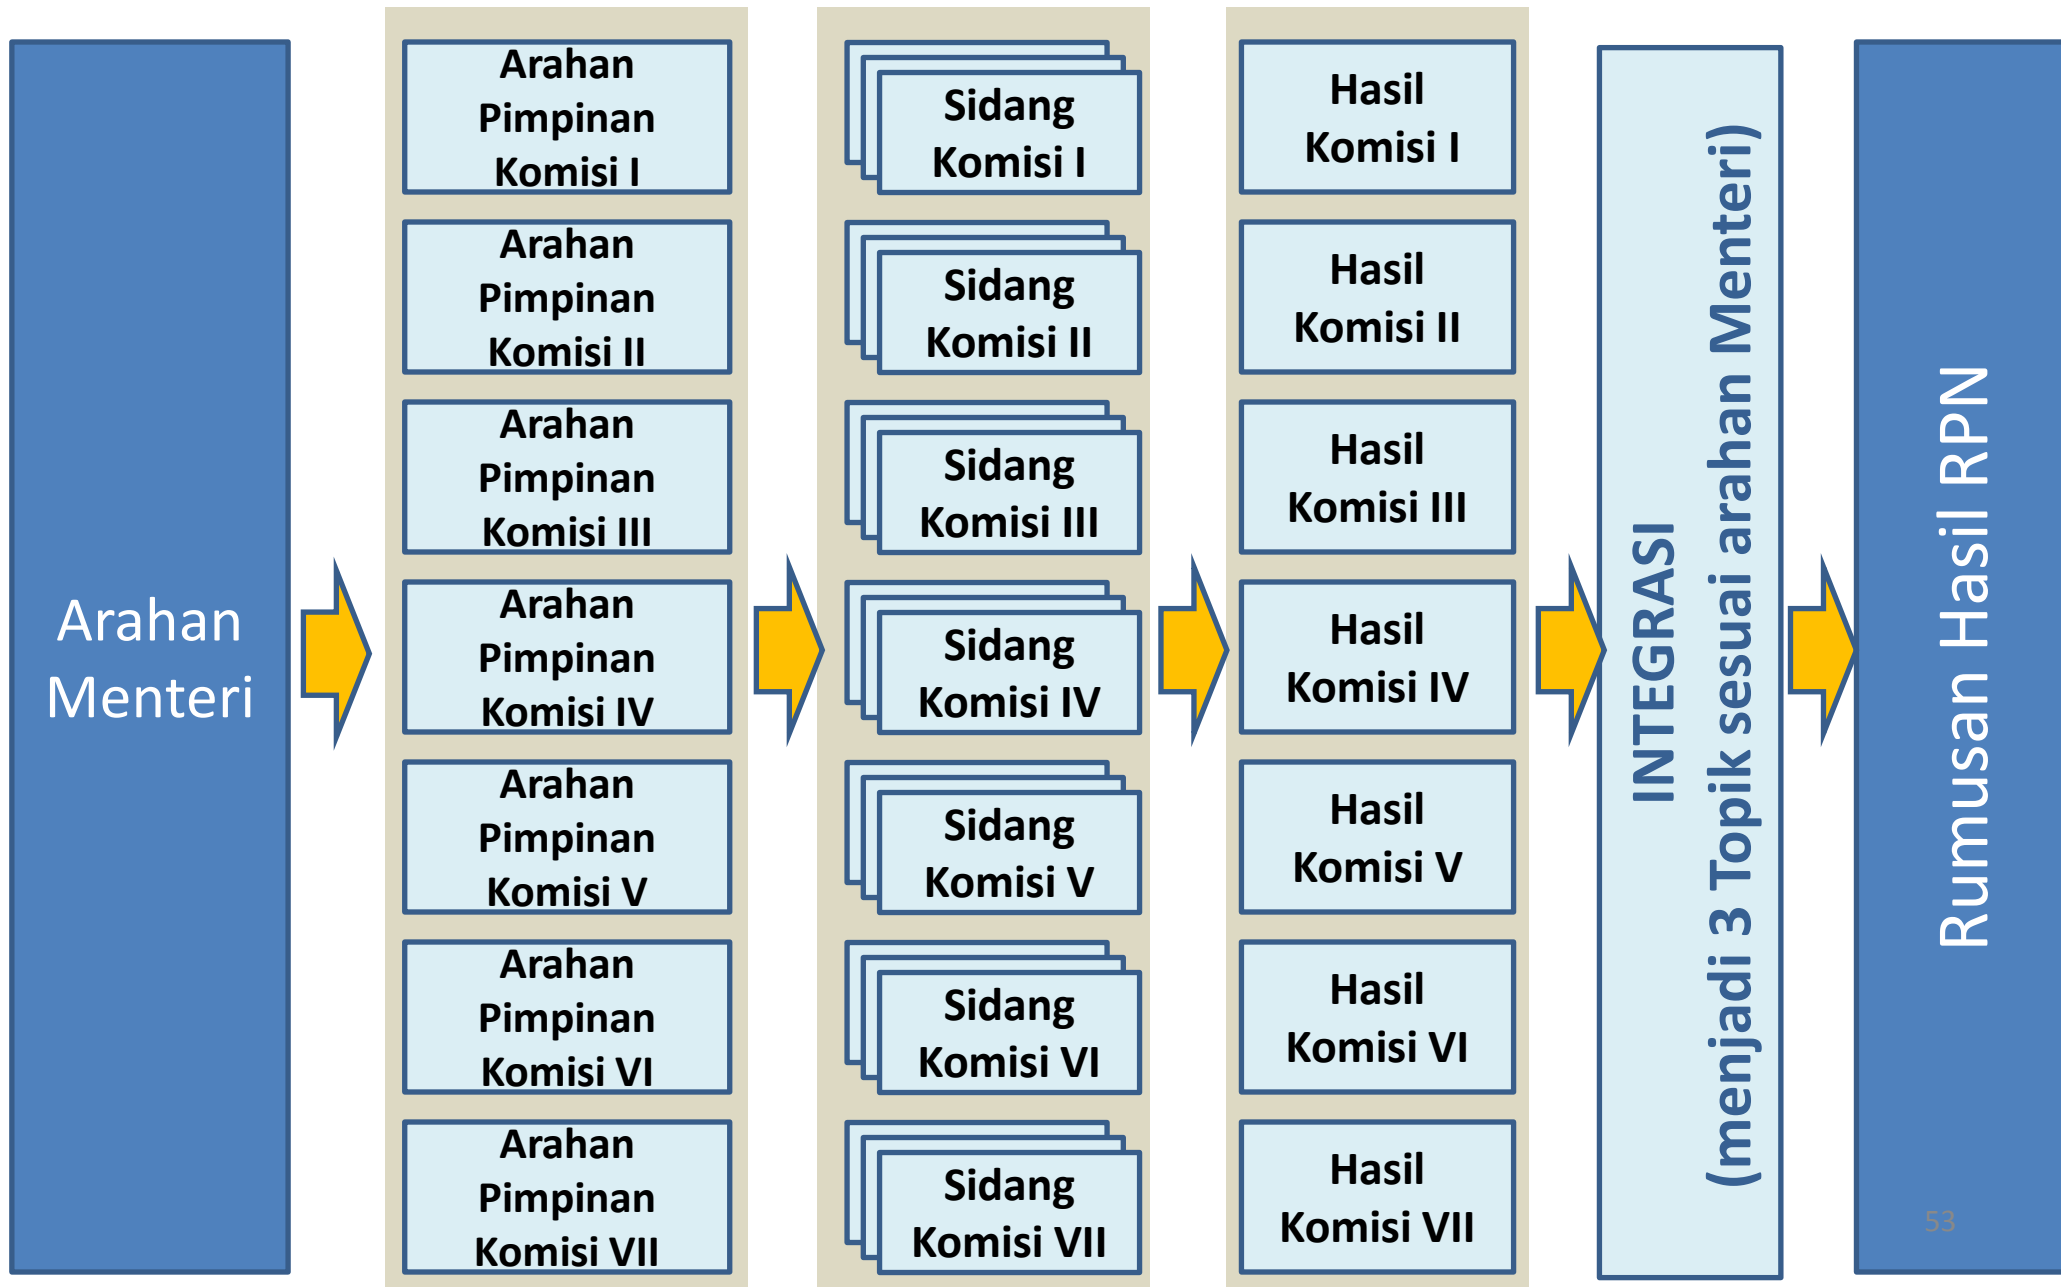 Arahan
Menteri
Arahan
Pimpinan
Komisi I
Arahan
Pimpinan
Komisi II
Arahan
Pimpinan
Komisi III
Arahan
Pimpinan
Komisi IV
Arahan
Pimpinan
Komisi V
Arahan
Pimpinan
Komisi VI
Arahan
Pimpinan
Komisi VII
Sidang
Komisi I
Sidang
Komisi II
Sidang
Komisi III
Sidang
Komisi IV
Sidang
Komisi V
Sidang
Komisi VI
Sidang
Komisi VII
Hasil
Komisi I
Hasil
Komisi II
Hasil
Komisi III
Hasil
Komisi IV
Hasil
Komisi V
Hasil
Komisi VI
Hasil
Komisi VII
INTEGRASI
(menjadi 3 Topik sesuai arahan Menteri)
Rumusan Hasil RPN
53